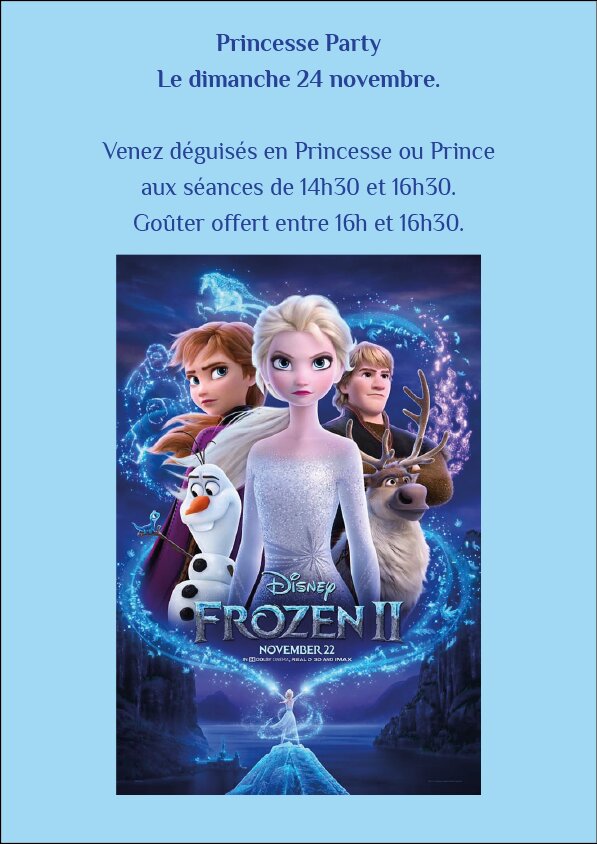 Princesse Party
Le dimanche 24 novembre.
Venez déguisés en Princesse ou Prince
aux séances de 14h30 et 16h30.
Goûter offert entre 16h et 16h30.
Disney
FROZEN II
NOVEMBER 22
IN DOLBY CINEMA, REAL D 3D AND IMAX